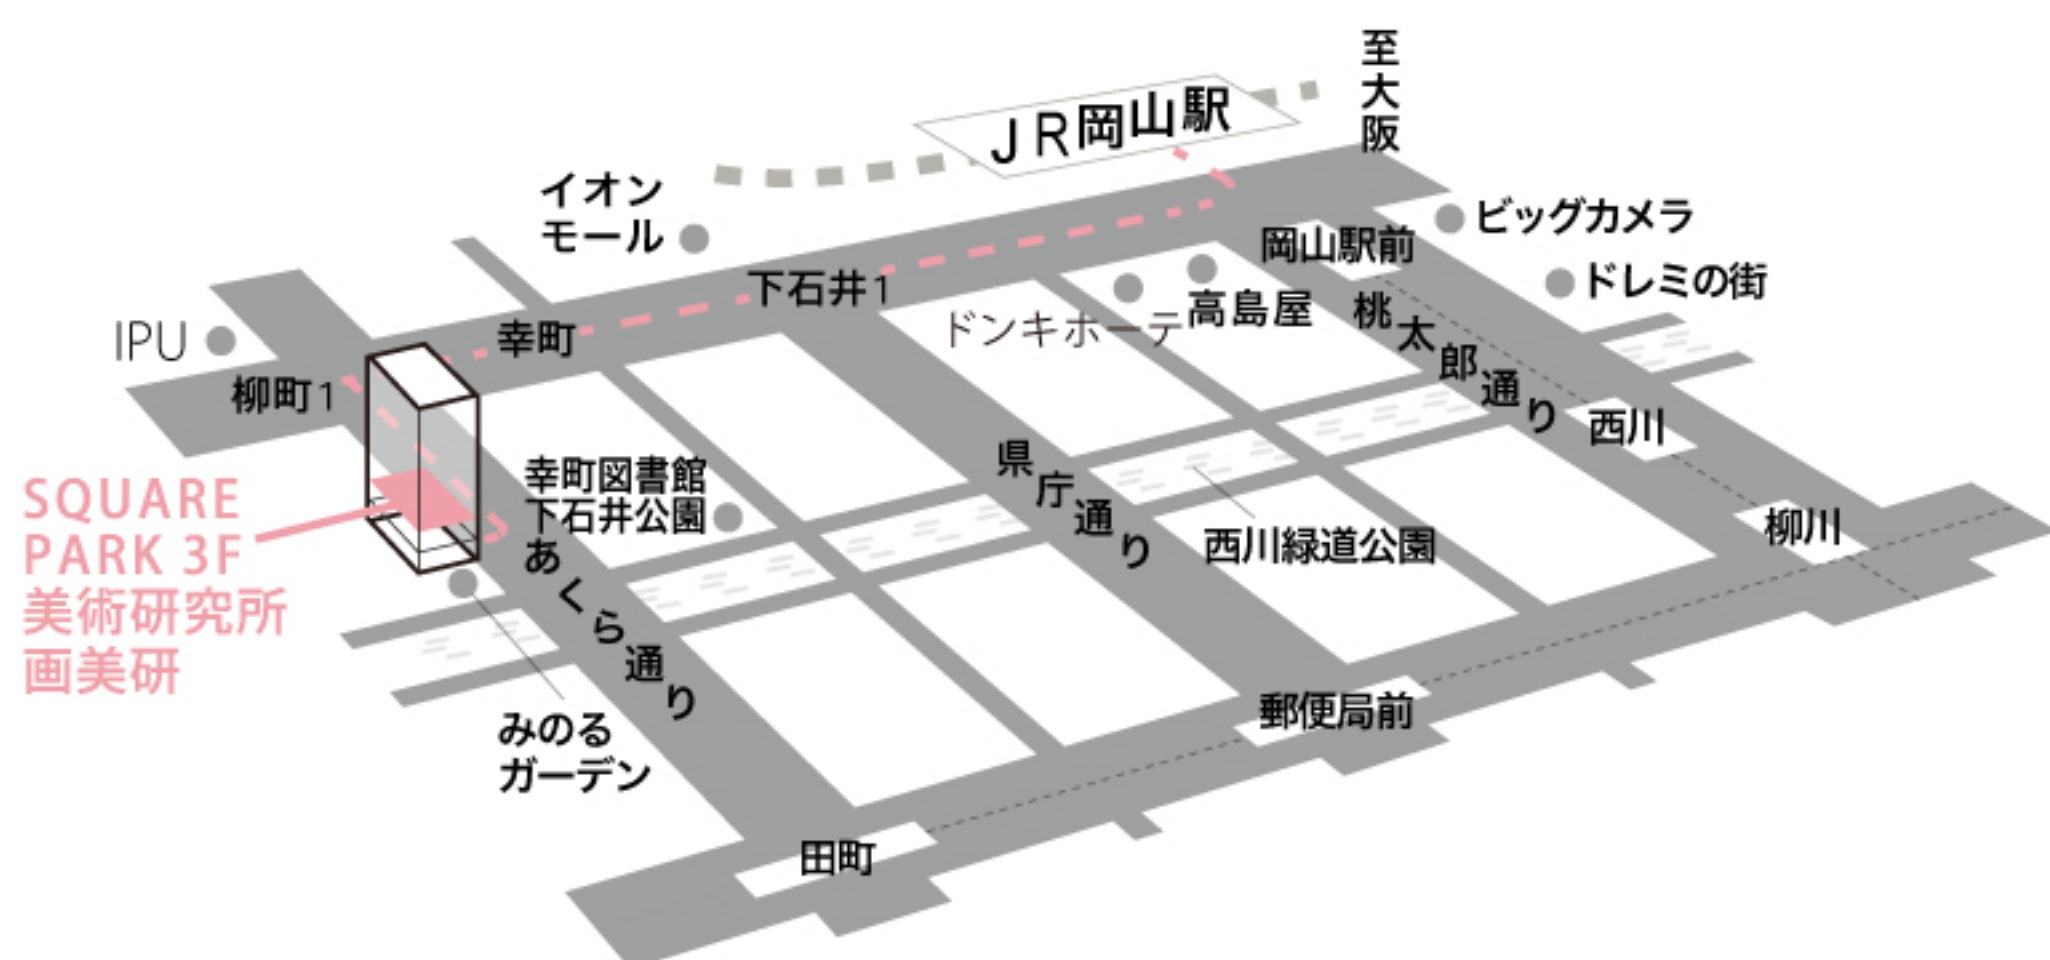 至大阪
JR岡山駅
イオン
モール
ビッグカメラ
岡山駅前
ドレミの街
下石井1
高島屋
ドンキホーテ
桃太郎通り
IPU
幸町
柳町1
西川
県庁通り
幸町図書館
下石井公園
SQUARE
PARK 3F
美術研究所
画美研
柳川
西川緑道公園
あくら通り
みのる
ガーデン
郵便局前
田町